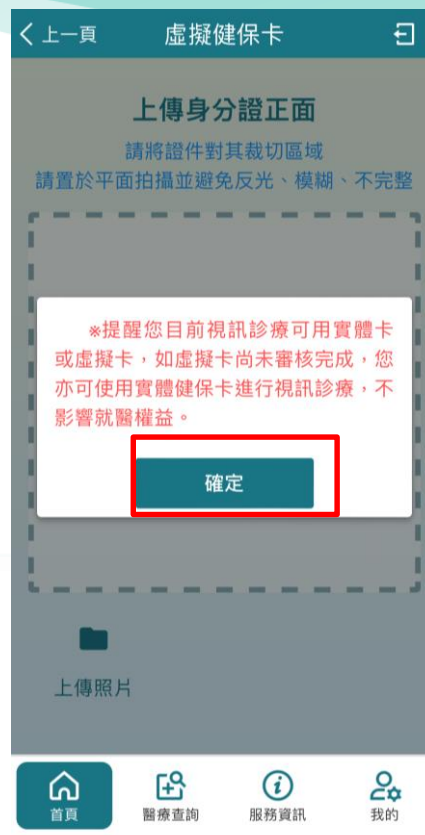 上一頁 虛擬健保卡
上傳身分證正面
請將證件對其裁切區域
請置於平面拍攝並避免反光、模糊、不完整
※提醒您目前視訊診療可用實體卡
或虛擬卡，如虛擬卡尚未審核完成，您
亦可使用實體健保卡進行視訊診療，不
影響就醫權益。
確定
上傳照片
首頁 醫療查詢 服務資訊 我的